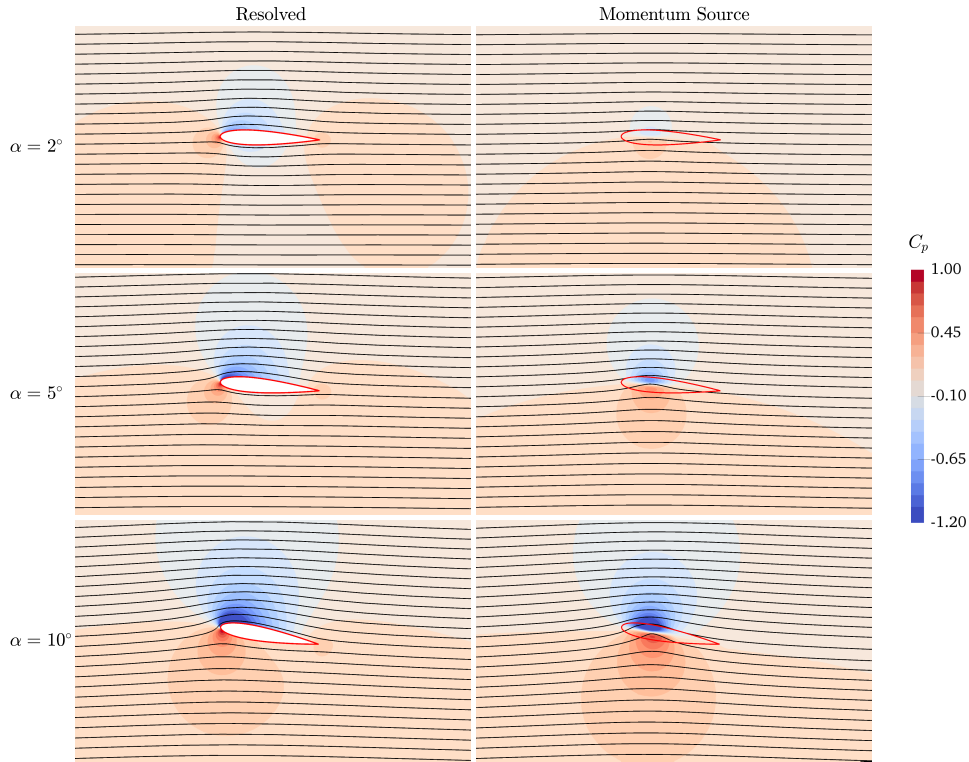 Resolved Momentum Source
α = 2°
α = 5°
α = 10°
C_p
1.00
0.45
-0.10
-0.65
-1.20